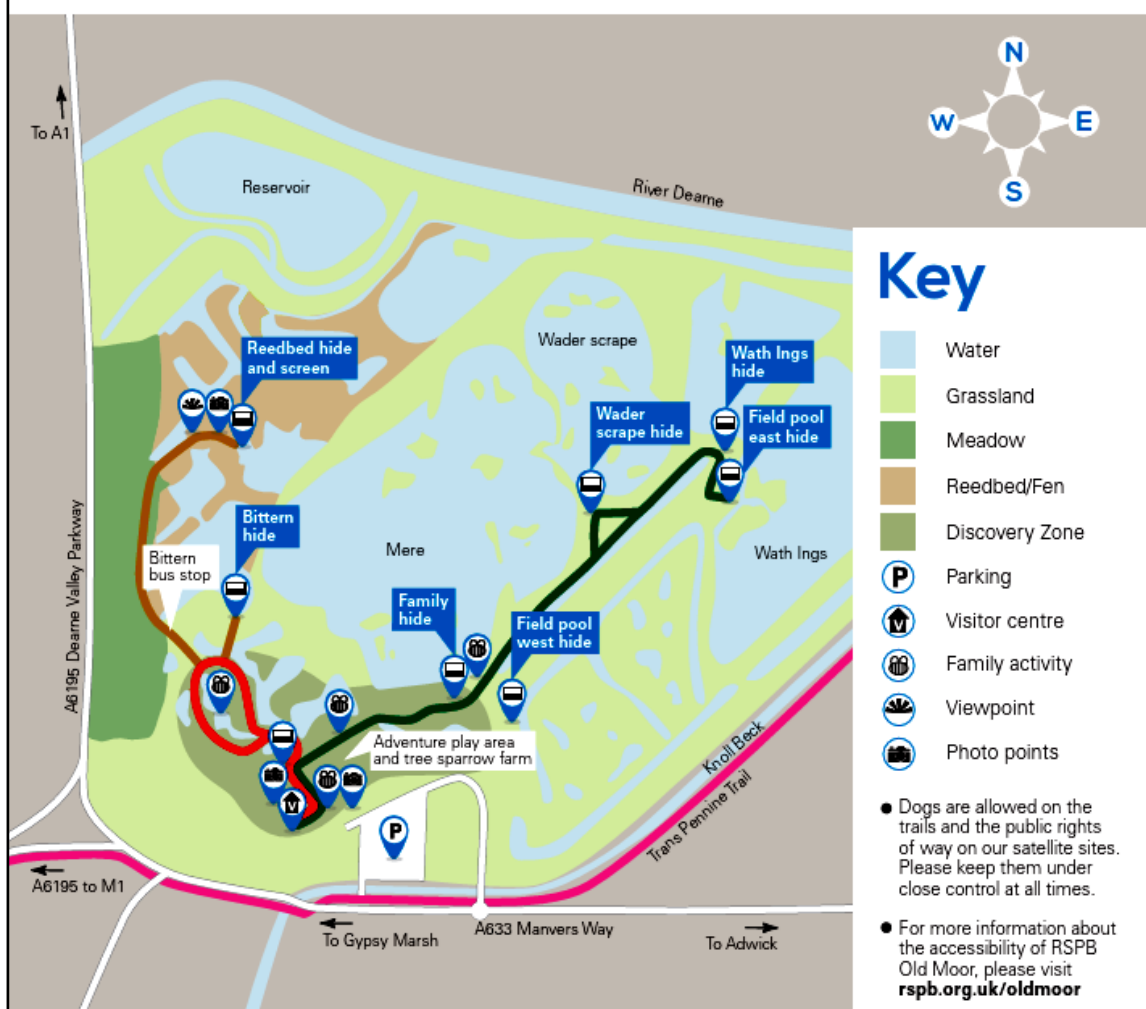 N
W
E
S
To A1
Reservoir
River Dearne
Reedbed hide
and screen
Wader scrape
Wath Ings
hide
Wader
scrape hide
Field pool
east hide
A6195 Dearne Valley Parkway
Bittern
bus stop
Bittern
hide
Mere
Wath Ings
Family
hide
Field pool
west hide
Adventure play area
and tree sparrow farm
V
P
Knoll Beck
Trans Pennine Trail
A6195 to M1
To Gypsy Marsh
A633 Manvers Way
To Adwick
Key
Water
Grassland
Meadow
Reedbed/Fen
Discovery Zone
P
Parking
V
Visitor centre
Family activity
Viewpoint
Photo points
● Dogs are allowed on the
trails and the public rights
of way on our satellite sites.
Please keep them under
close control at all times.
● For more information about
the accessibility of RSPB
Old Moor, please visit
rspb.org.uk/oldmoor